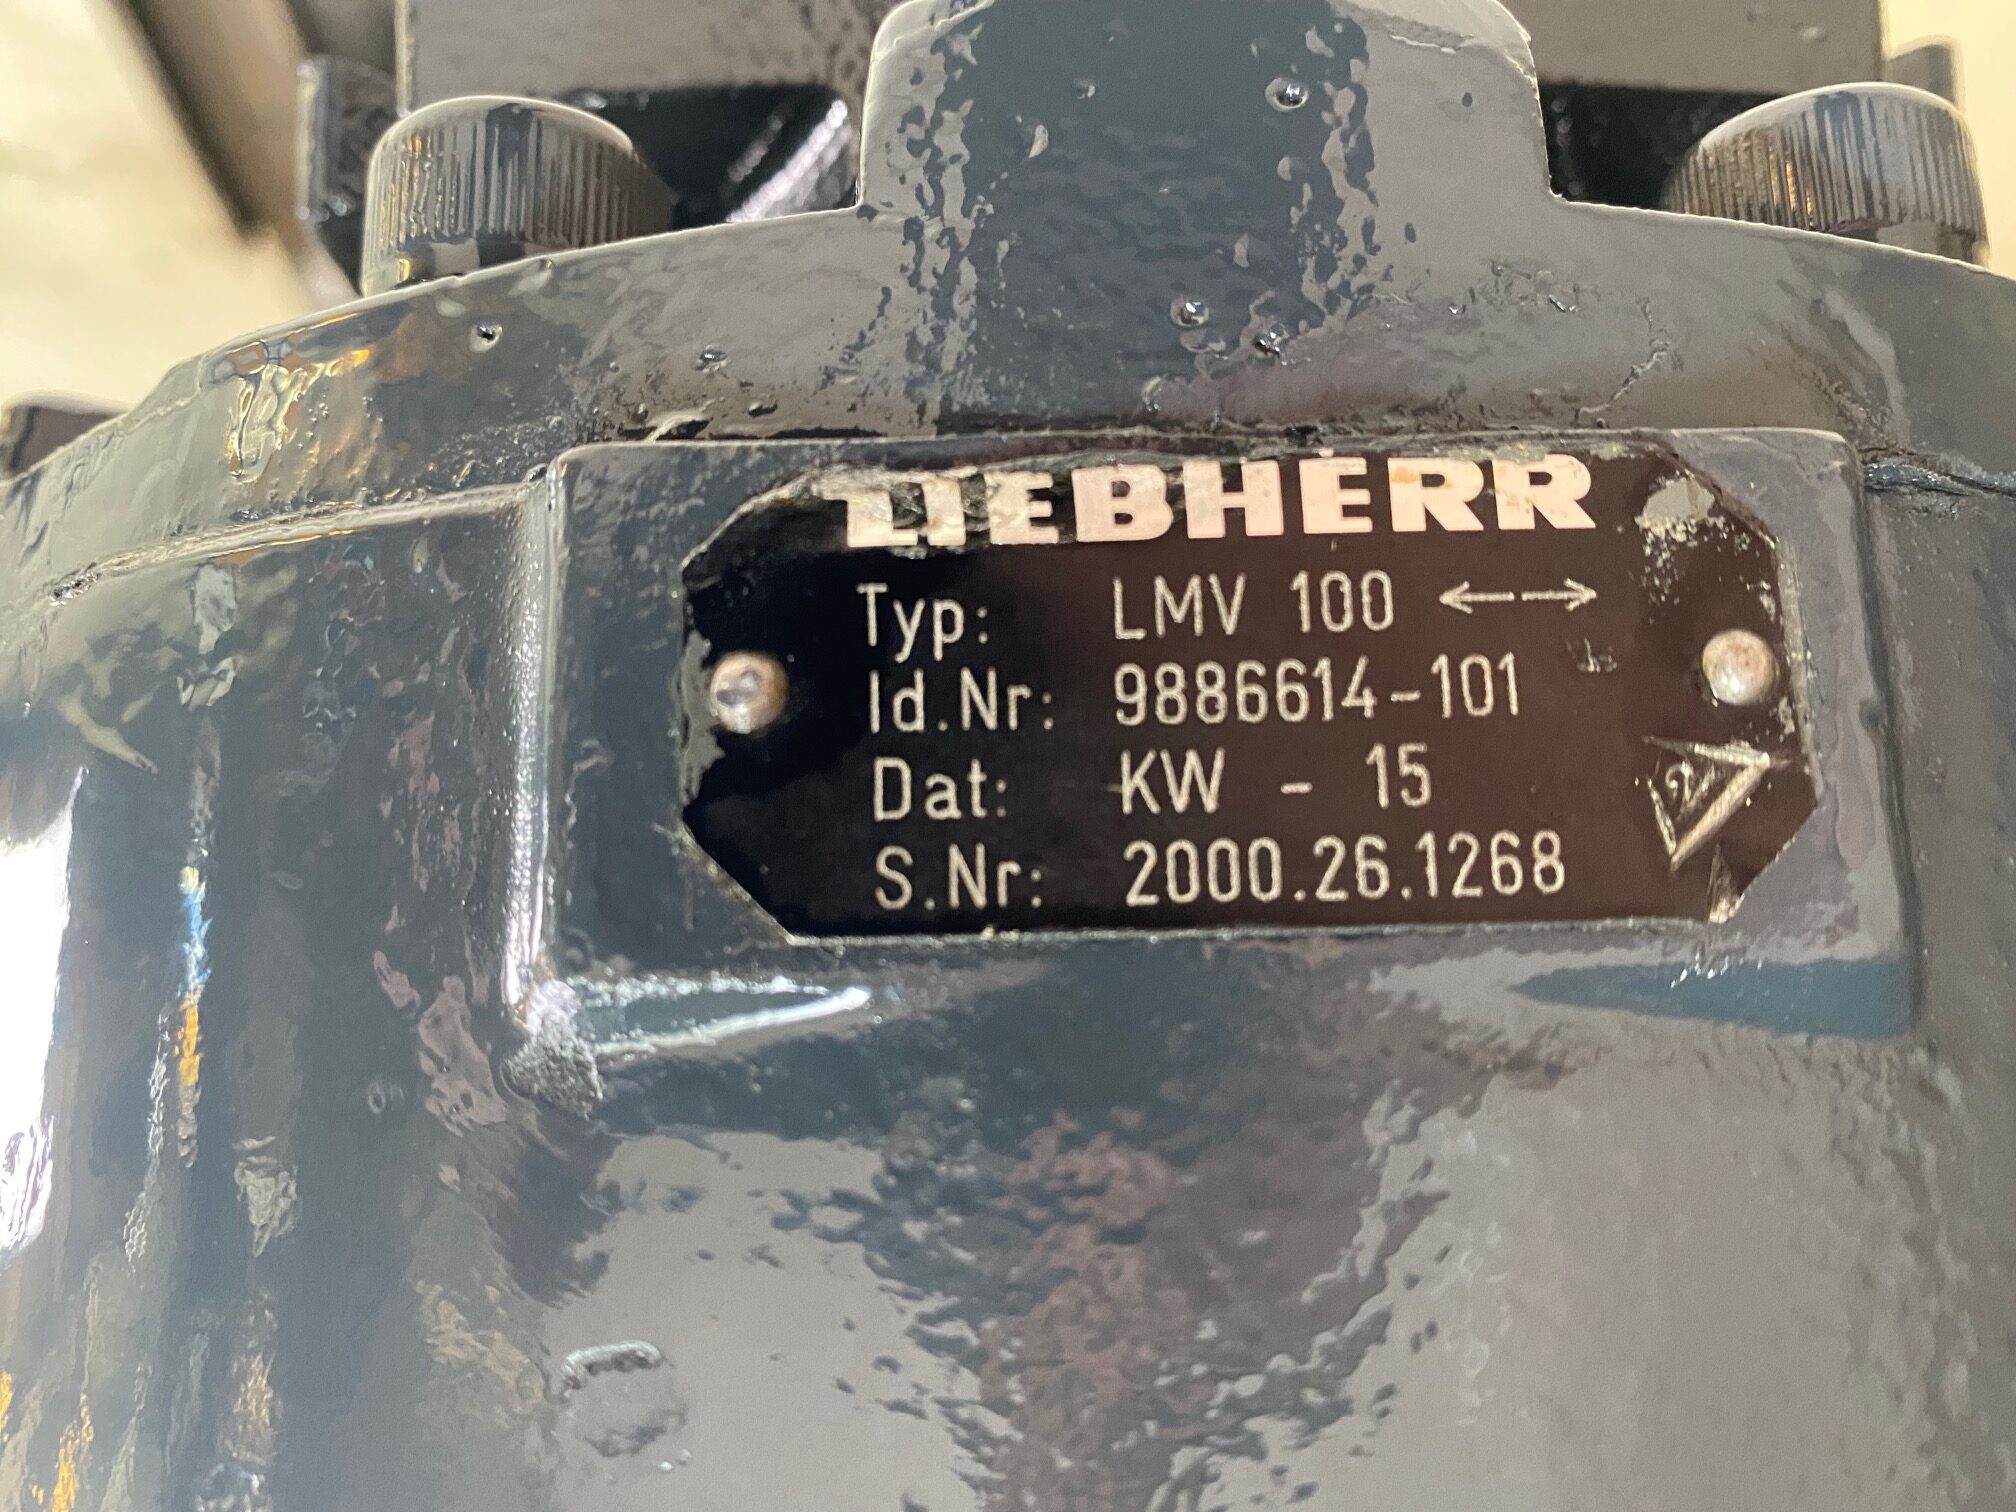 LIEBHERR
Typ: LMV 100 ←→
Id.Nr: 9886614-101
Dat: KW - 15
S.Nr: 2000.26.1268